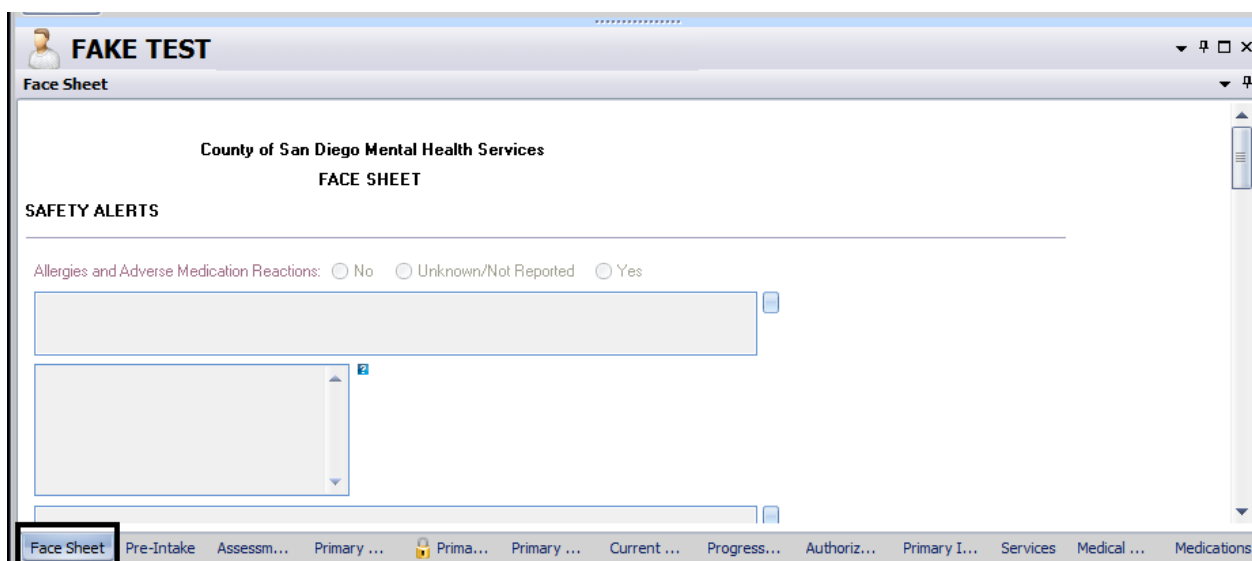 FAKE TEST
Face Sheet
County of San Diego Mental Health Services
FACE SHEET
SAFETY ALERTS
Allergies and Adverse Medication Reactions: No Unknown/Not Reported Yes
?
Face Sheet Pre-Intake Assessm... Primary ... Prima... Primary ... Current ... Progress... Authoriz... Primary I... Services Medical ... Medications